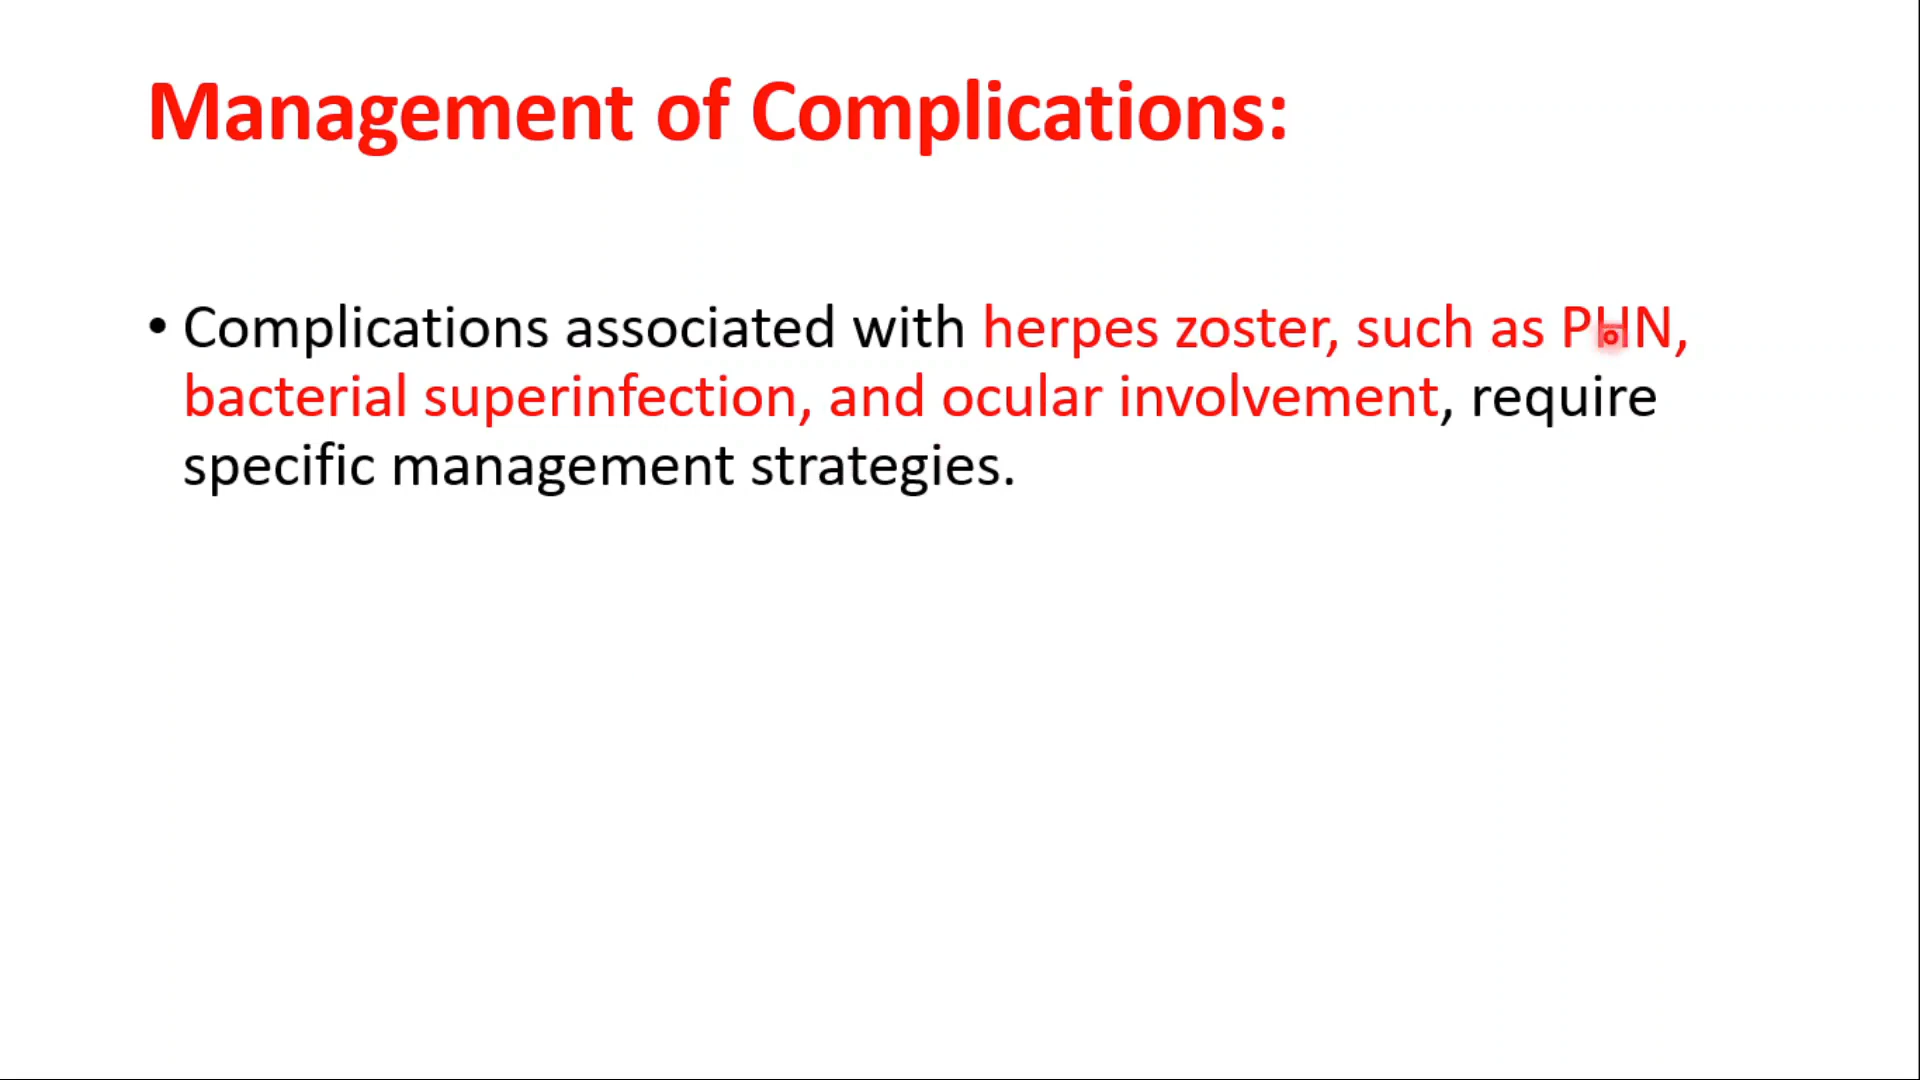 Management of Complications:
• Complications associated with herpes zoster, such as PHN,
bacterial superinfection, and ocular involvement, require
specific management strategies.